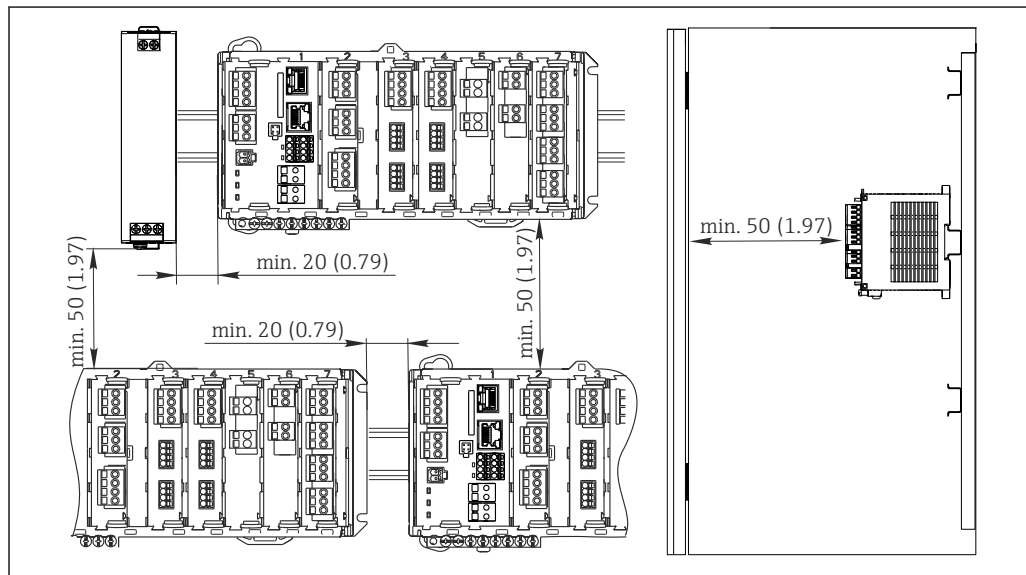 1 2 3 4 5 6 7
min. 50 (1.97)
min. 20 (0.79)
min. 50 (1.97)
min. 50 (1.97)
min. 20 (0.79)
2 3 4 5 6 7
1 2 3